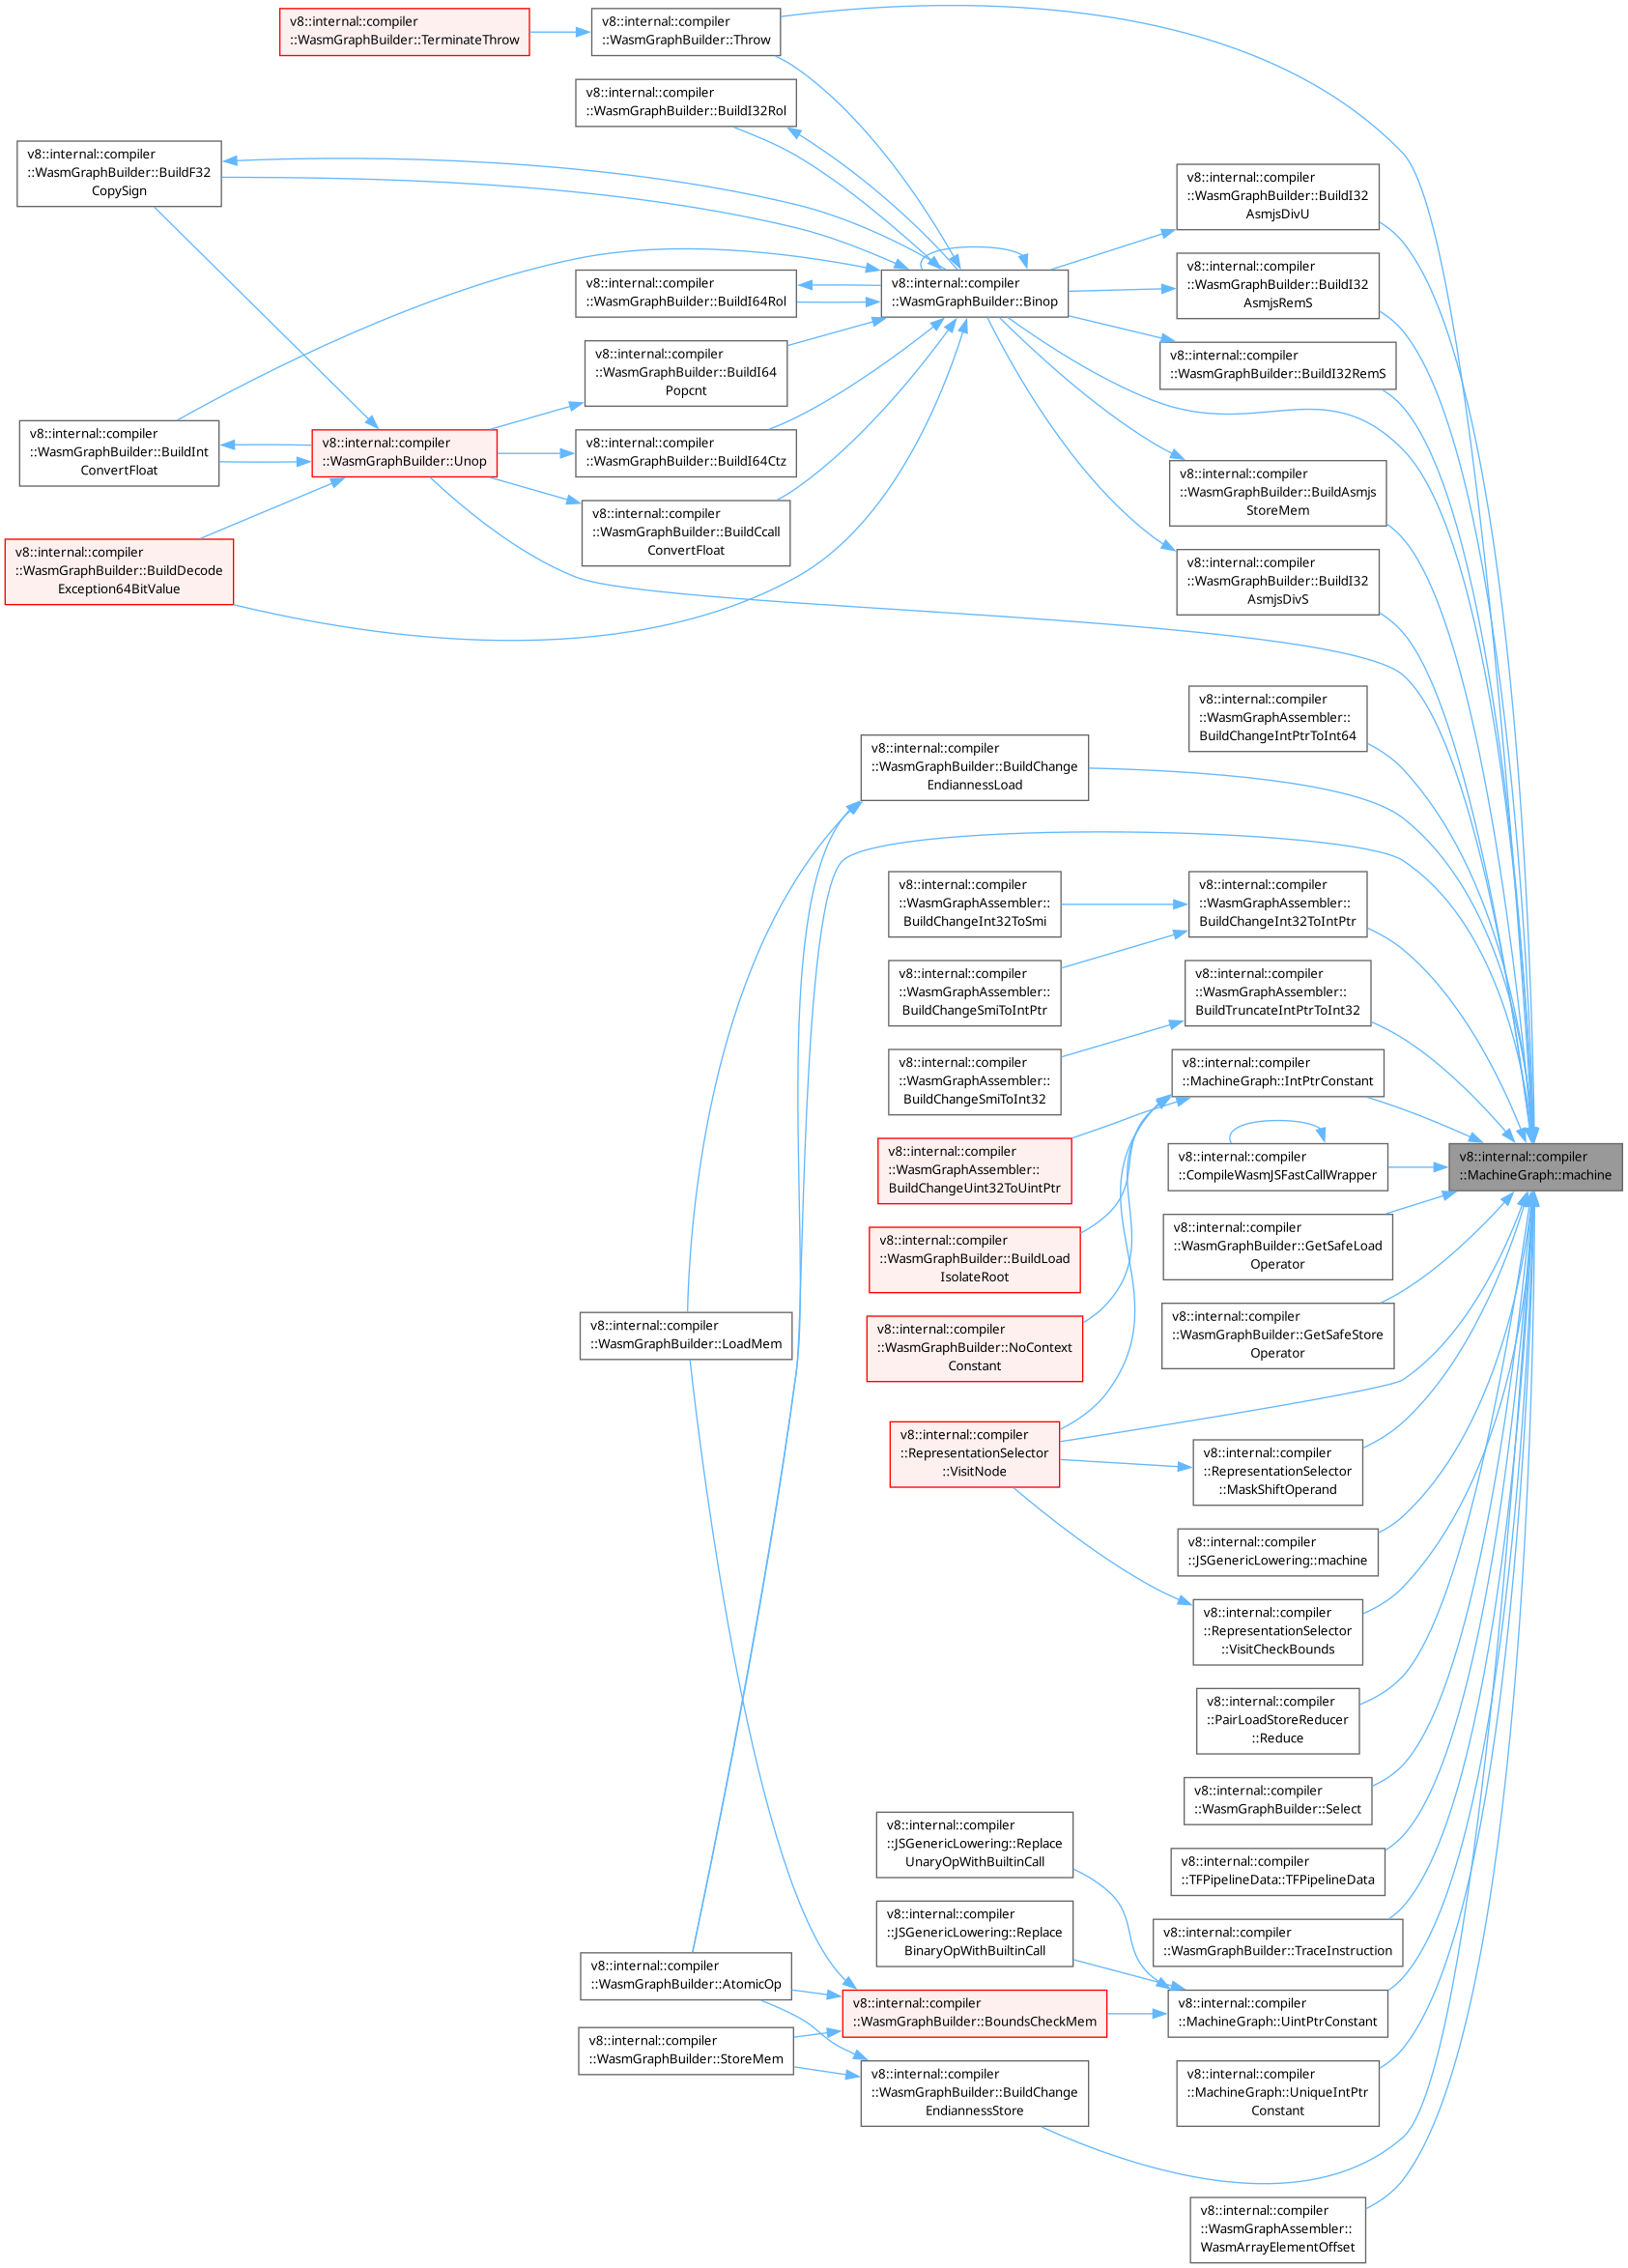 v8::internal::compiler
::WasmGraphBuilder::TerminateThrow
v8::internal::compiler
::WasmGraphBuilder::Throw
v8::internal::compiler
::WasmGraphBuilder::BuildI32Rol
v8::internal::compiler
::WasmGraphBuilder::BuildF32
CopySign
v8::internal::compiler
::WasmGraphBuilder::BuildI32
AsmjsDivU
v8::internal::compiler
::WasmGraphBuilder::BuildI32
AsmjsRemS
v8::internal::compiler
::WasmGraphBuilder::BuildI64Rol
v8::internal::compiler
::WasmGraphBuilder::Binop
v8::internal::compiler
::WasmGraphBuilder::BuildI32RemS
v8::internal::compiler
::WasmGraphBuilder::BuildI64
Popcnt
v8::internal::compiler
::WasmGraphBuilder::BuildInt
ConvertFloat
v8::internal::compiler
::WasmGraphBuilder::Unop
v8::internal::compiler
::WasmGraphBuilder::BuildI64Ctz
v8::internal::compiler
::WasmGraphBuilder::BuildAsmjs
StoreMem
v8::internal::compiler
::WasmGraphBuilder::BuildCcall
ConvertFloat
v8::internal::compiler
::WasmGraphBuilder::BuildDecode
Exception64BitValue
v8::internal::compiler
::WasmGraphBuilder::BuildI32
AsmjsDivS
v8::internal::compiler
::WasmGraphAssembler::
BuildChangeIntPtrToInt64
v8::internal::compiler
::WasmGraphBuilder::BuildChange
EndiannessLoad
v8::internal::compiler
::WasmGraphAssembler::
BuildChangeInt32ToSmi
v8::internal::compiler
::WasmGraphAssembler::
BuildChangeInt32ToIntPtr
v8::internal::compiler
::WasmGraphAssembler::
BuildChangeSmiToIntPtr
v8::internal::compiler
::WasmGraphAssembler::
BuildTruncateIntPtrToInt32
v8::internal::compiler
::WasmGraphAssembler::
BuildChangeSmiToInt32
v8::internal::compiler
::MachineGraph::IntPtrConstant
v8::internal::compiler
::WasmGraphAssembler::
BuildChangeUint32ToUintPtr
v8::internal::compiler
::CompileWasmJSFastCallWrapper
v8::internal::compiler
::MachineGraph::machine
v8::internal::compiler
::WasmGraphBuilder::BuildLoad
IsolateRoot
v8::internal::compiler
::WasmGraphBuilder::GetSafeLoad
Operator
v8::internal::compiler
::WasmGraphBuilder::LoadMem
v8::internal::compiler
::WasmGraphBuilder::NoContext
Constant
v8::internal::compiler
::WasmGraphBuilder::GetSafeStore
Operator
v8::internal::compiler
::RepresentationSelector
::VisitNode
v8::internal::compiler
::RepresentationSelector
::MaskShiftOperand
v8::internal::compiler
::JSGenericLowering::machine
v8::internal::compiler
::RepresentationSelector
::VisitCheckBounds
v8::internal::compiler
::PairLoadStoreReducer
::Reduce
v8::internal::compiler
::WasmGraphBuilder::Select
v8::internal::compiler
::JSGenericLowering::Replace
UnaryOpWithBuiltinCall
v8::internal::compiler
::TFPipelineData::TFPipelineData
v8::internal::compiler
::JSGenericLowering::Replace
BinaryOpWithBuiltinCall
v8::internal::compiler
::WasmGraphBuilder::TraceInstruction
v8::internal::compiler
::WasmGraphBuilder::AtomicOp
v8::internal::compiler
::WasmGraphBuilder::BoundsCheckMem
v8::internal::compiler
::MachineGraph::UintPtrConstant
v8::internal::compiler
::WasmGraphBuilder::StoreMem
v8::internal::compiler
::WasmGraphBuilder::BuildChange
EndiannessStore
v8::internal::compiler
::MachineGraph::UniqueIntPtr
Constant
v8::internal::compiler
::WasmGraphAssembler::
WasmArrayElementOffset